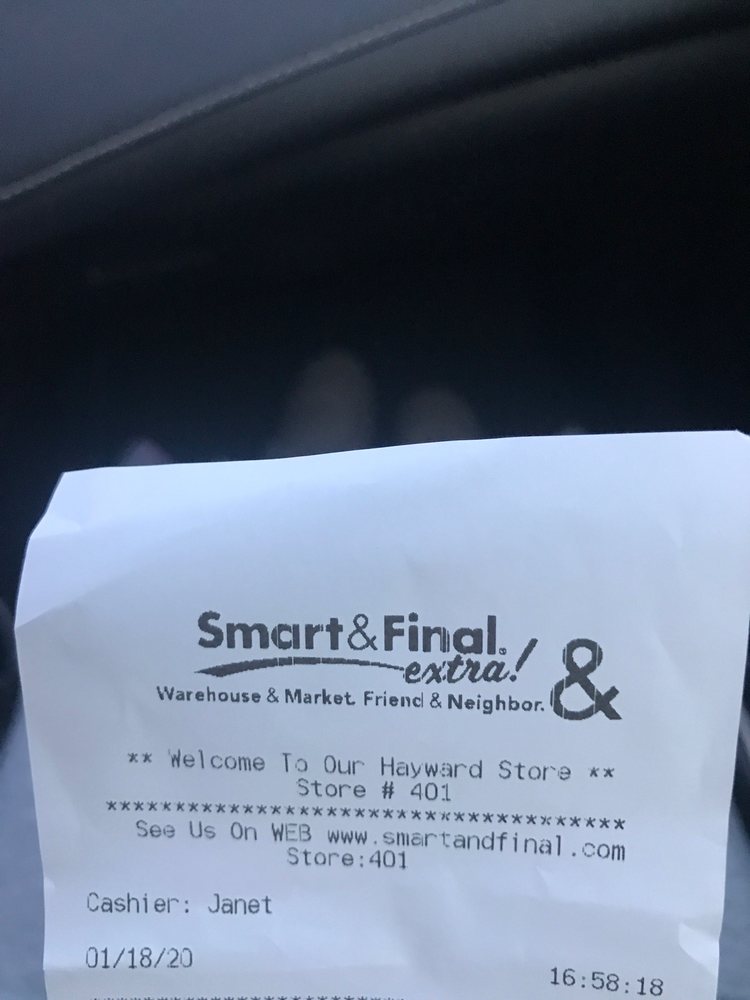 Smart&Final.
extra! &
Warehouse & Market. Friend & Neighbor.
** Welcome To Our Hayward Store **
Store # 401
*************************************
See Us On WEB www.smartandfinal.com
Store:401
Cashier: Janet
01/18/20
16:58:18